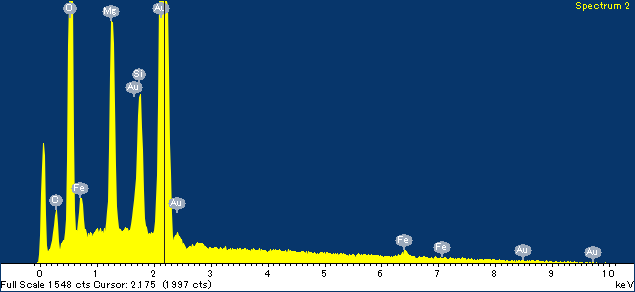 Spectrum 2
O Mg Au
Si
Au
Fe
C Au
Fe Fe Au Au
0 1 2 3 4 5 6 7 8 9 10
Full Scale 1548 cts Cursor: 2.175 (1997 cts) keV